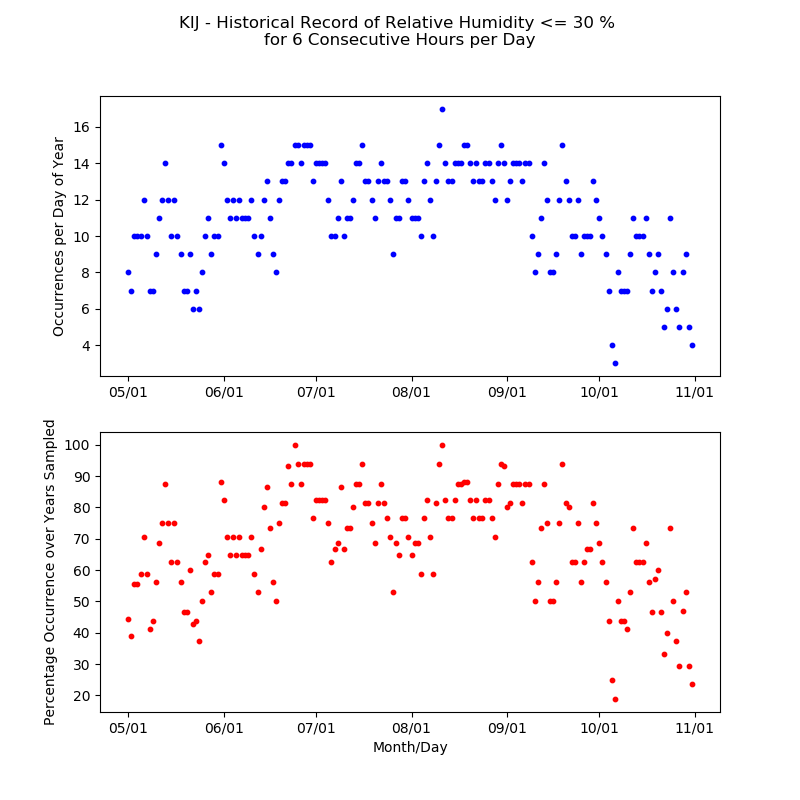 KIJ - Historical Record of Relative Humidity <= 30 %
for 6 Consecutive Hours per Day
Occurrences per Day of Year
16
14
12
10
8
6
4
05/01 06/01 07/01 08/01 09/01 10/01 11/01
Percentage Occurrence over Years Sampled
100
90
80
70
60
50
40
30
20
05/01 06/01 07/01 08/01 09/01 10/01 11/01
Month/Day